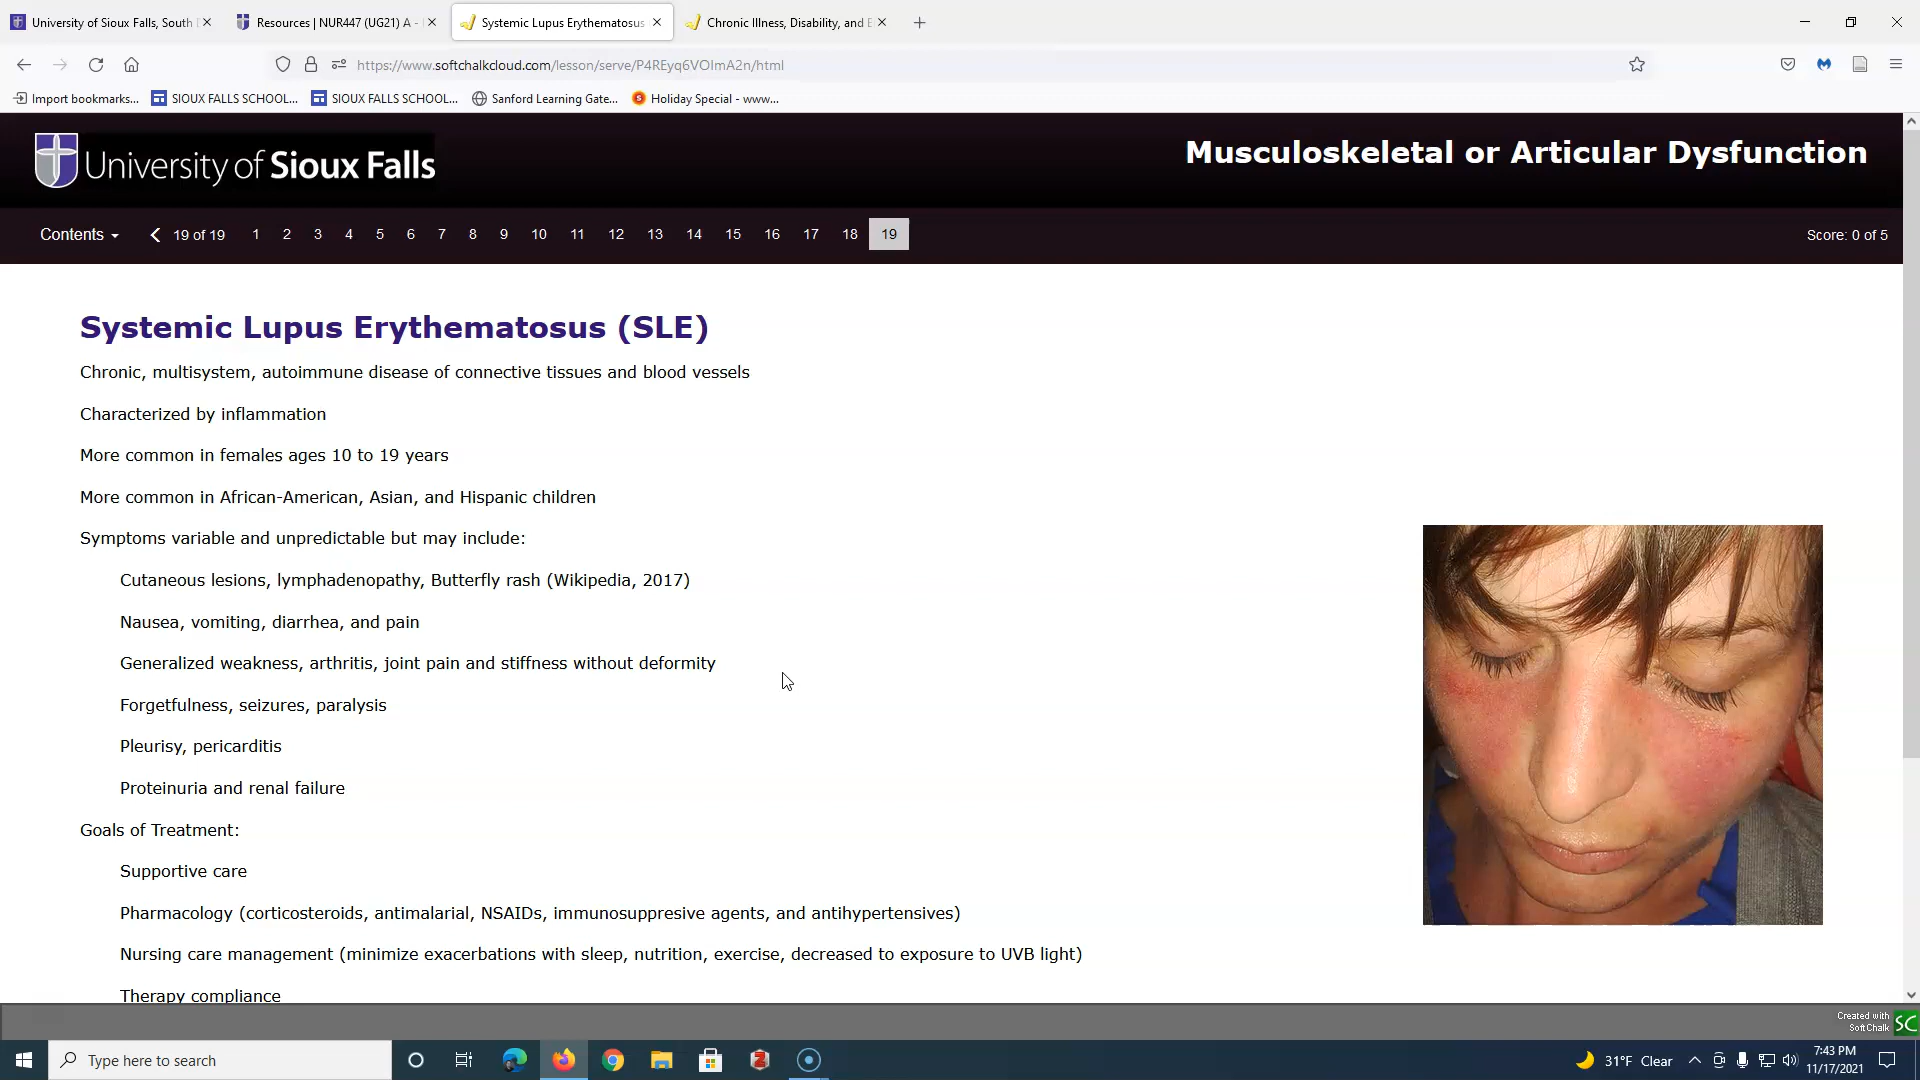 University of Sioux Falls, South D
Resources | NUR447 (UG21) A -
Systemic Lupus Erythematosus
Chronic Illness, Disability, and E
https://www.softchalkcloud.com/lesson/serve/P4REyq6VOImA2n/html
Import bookmarks...
SIOUX FALLS SCHOOL...
SIOUX FALLS SCHOOL...
Sanford Learning Gate...
Holiday Special - www...
University of Sioux Falls
Musculoskeletal or Articular Dysfunction
Contents 19 of 19 1 2 3 4 5 6 7 8 9 10 11 12 13 14 15 16 17 18 19 Score: 0 of 5
Systemic Lupus Erythematosus (SLE)
Chronic, multisystem, autoimmune disease of connective tissues and blood vessels
Characterized by inflammation
More common in females ages 10 to 19 years
More common in African-American, Asian, and Hispanic children
Symptoms variable and unpredictable but may include:
Cutaneous lesions, lymphadenopathy, Butterfly rash (Wikipedia, 2017)
Nausea, vomiting, diarrhea, and pain
Generalized weakness, arthritis, joint pain and stiffness without deformity
Forgetfulness, seizures, paralysis
Pleurisy, pericarditis
Proteinuria and renal failure
Goals of Treatment:
Supportive care
Pharmacology (corticosteroids, antimalarial, NSAIDs, immunosuppresive agents, and antihypertensives)
Nursing care management (minimize exacerbations with sleep, nutrition, exercise, decreased to exposure to UVB light)
Therapy compliance
Created with
SoftChalk
SC
Type here to search
31°F Clear
7:43 PM
11/17/2021